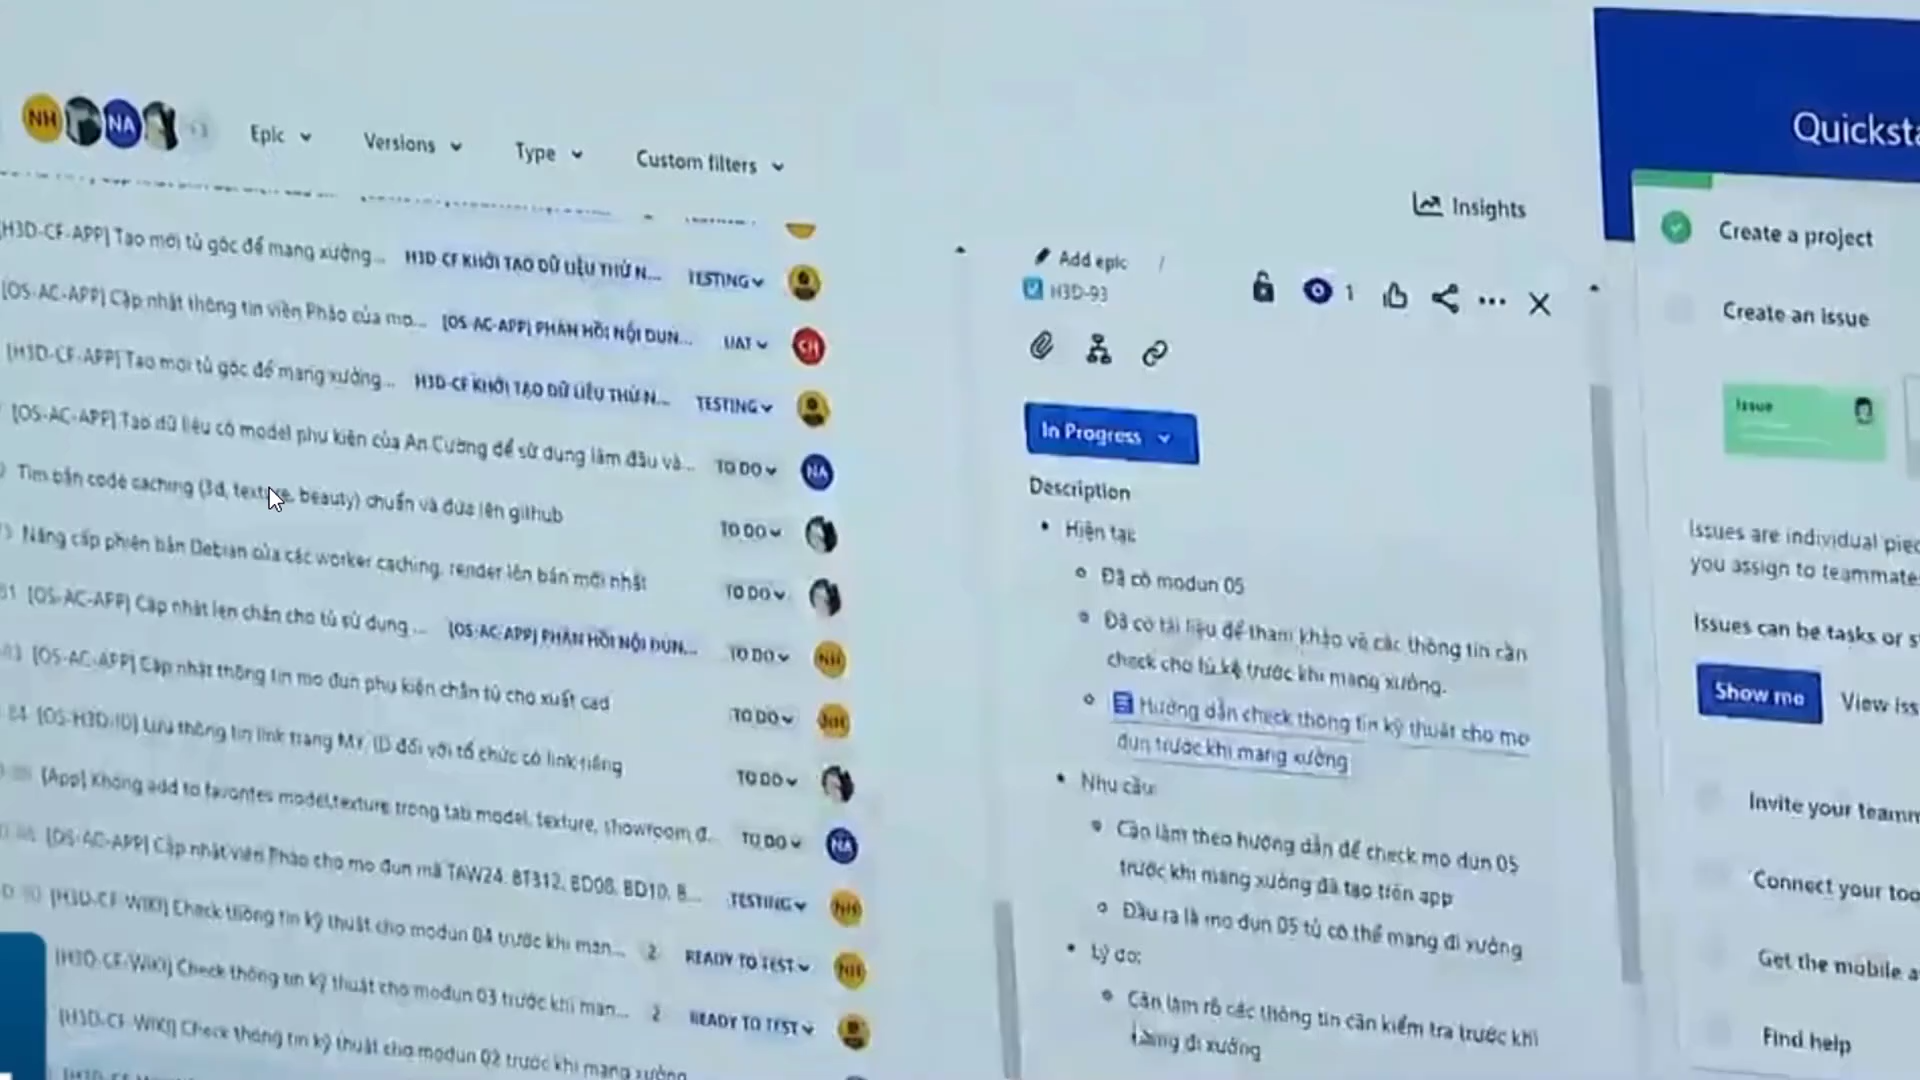 NH NA +3 Epic Versions Type Custom filters
Insights
[H3D-CF-APP] Tạo mới tủ góc để mang xưởng... H3D-CF KHỞI TẠO DỮ LIỆU THỬ N... TESTING
[OS-AC-APP] Cập nhật thông tin viền Phào của mo... [OS-AC-APP] PHẢN HỒI NỘI DUN... UAT CH
[H3D-CF-APP] Tạo mới tủ góc để mang xưởng... H3D-CF KHỞI TẠO DỮ LIỆU THỬ N... TESTING
[OS-AC-APP] Tạo dữ liệu có model phụ kiện của An Cường để sử dụng làm đầu và... TO DO NA
Tìm bản code caching (3d, texture, beauty) chuẩn và đưa lên github TO DO
Nâng cấp phiên bản Debian của các worker caching, render lên bản mới nhất TO DO
[OS-AC-APP] Cập nhật len chân cho tủ sử dụng ... [OS-AC-APP] PHẢN HỒI NỘI DUN... TO DO NH
[OS-AC-APP] Cập nhật thông tin mo đun phụ kiện chân tủ cho xuất cad TO DO NH
[OS-H3D-ID] Lưu thông tin link trang MY, ID đối với tổ chức có link riêng TO DO
[App] Không add to favorites model,texture trong tab model, texture, showroom đ... TO DO NA
[OS-AC-APP] Cập nhật viền Phào cho mo đun mã TAW24, BT312, BD08, BD10, B... TESTING NH
[H3D-CF-WIKI] Check thông tin kỹ thuật cho modun 04 trước khi man... 2 READY TO TEST NH
[H3D-CF-WIKI] Check thông tin kỹ thuật cho modun 03 trước khi man... 2 READY TO TEST
[H3D-CF-WIKI] Check thông tin kỹ thuật cho modun 02 trước khi mang xưởng
Add epic /
H3D-93
1
In Progress
Description
Hiện tại:
Đã có modun 05
Đã có tài liệu để tham khảo về các thông tin cần
check cho tủ kệ trước khi mang xưởng.
Hướng dẫn check thông tin kỹ thuật cho mo
đun trước khi mang xưởng
Nhu cầu:
Cần làm theo hướng dẫn để check mo dun 05
trước khi mang xưởng đã tạo trên app
Đầu ra là mo đun 05 tủ có thể mang đi xưởng
Lý do:
Cần làm rõ các thông tin cần kiểm tra trước khi
mang đi xưởng
Quicksta
Create a project
Create an issue
Issue
Issues are individual piec
you assign to teammate
Issues can be tasks or s
Show me View iss
Invite your teamm
Connect your too
Get the mobile a
Find help